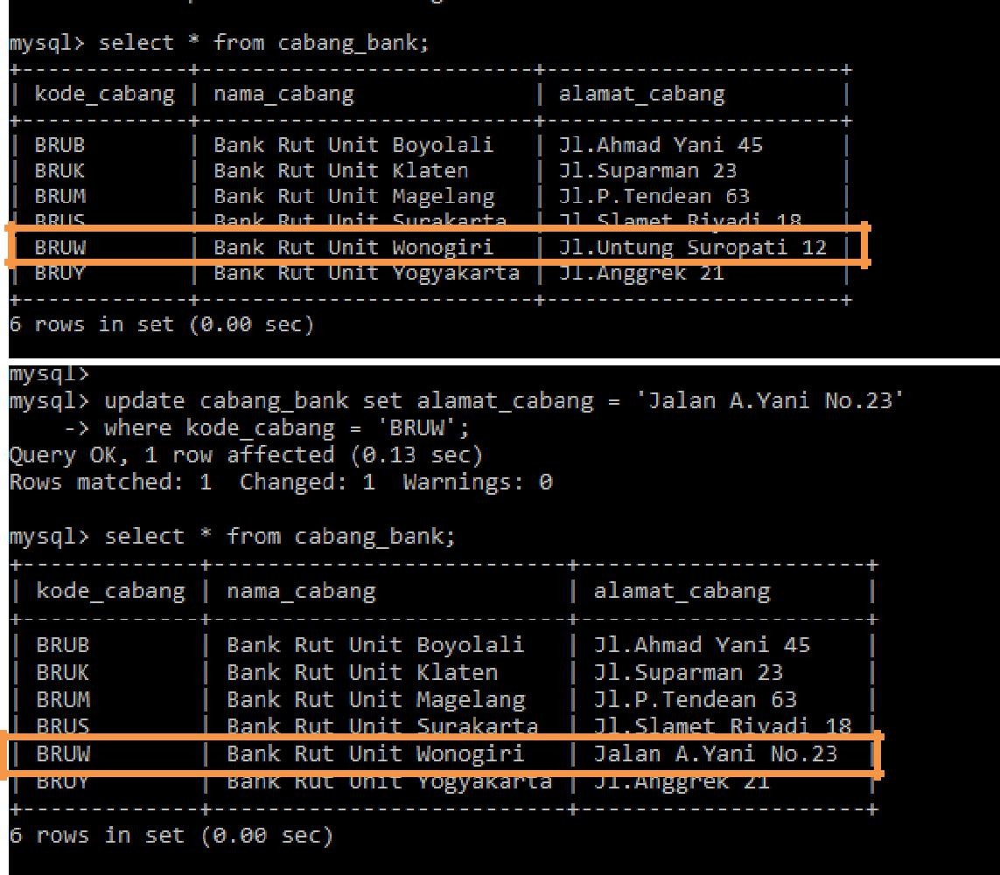 mysql> select * from cabang_bank;
+-------------+------------------------+----------------------+
| kode_cabang | nama_cabang | alamat_cabang |
+-------------+------------------------+----------------------+
| BRUB | Bank Rut Unit Boyolali | Jl.Ahmad Yani 45 |
| BRUK | Bank Rut Unit Klaten | Jl.Suparman 23 |
| BRUM | Bank Rut Unit Magelang | Jl.P.Tendean 63 |
| BRUS | Bank Rut Unit Surakarta | Jl.Slamet Riyadi 18 |
| BRUW | Bank Rut Unit Wonogiri | Jl.Untung Suropati 12 |
| BRUY | Bank Rut Unit Yogyakarta | Jl.Anggrek 21 |
+-------------+------------------------+----------------------+
6 rows in set (0.00 sec)
mysql>
mysql> update cabang_bank set alamat_cabang = 'Jalan A.Yani No.23'
-> where kode_cabang = 'BRUW';
Query OK, 1 row affected (0.13 sec)
Rows matched: 1 Changed: 1 Warnings: 0
mysql> select * from cabang_bank;
+-------------+--------------------------+---------------------+
| kode_cabang | nama_cabang | alamat_cabang |
+-------------+--------------------------+---------------------+
| BRUB | Bank Rut Unit Boyolali | Jl.Ahmad Yani 45 |
| BRUK | Bank Rut Unit Klaten | Jl.Suparman 23 |
| BRUM | Bank Rut Unit Magelang | Jl.P.Tendean 63 |
| BRUS | Bank Rut Unit Surakarta | Jl.Slamet Riyadi 18 |
| BRUW | Bank Rut Unit Wonogiri | Jalan A.Yani No.23 |
| BRUY | Bank Rut Unit Yogyakarta | Jl.Anggrek 21 |
+-------------+--------------------------+---------------------+
6 rows in set (0.00 sec)